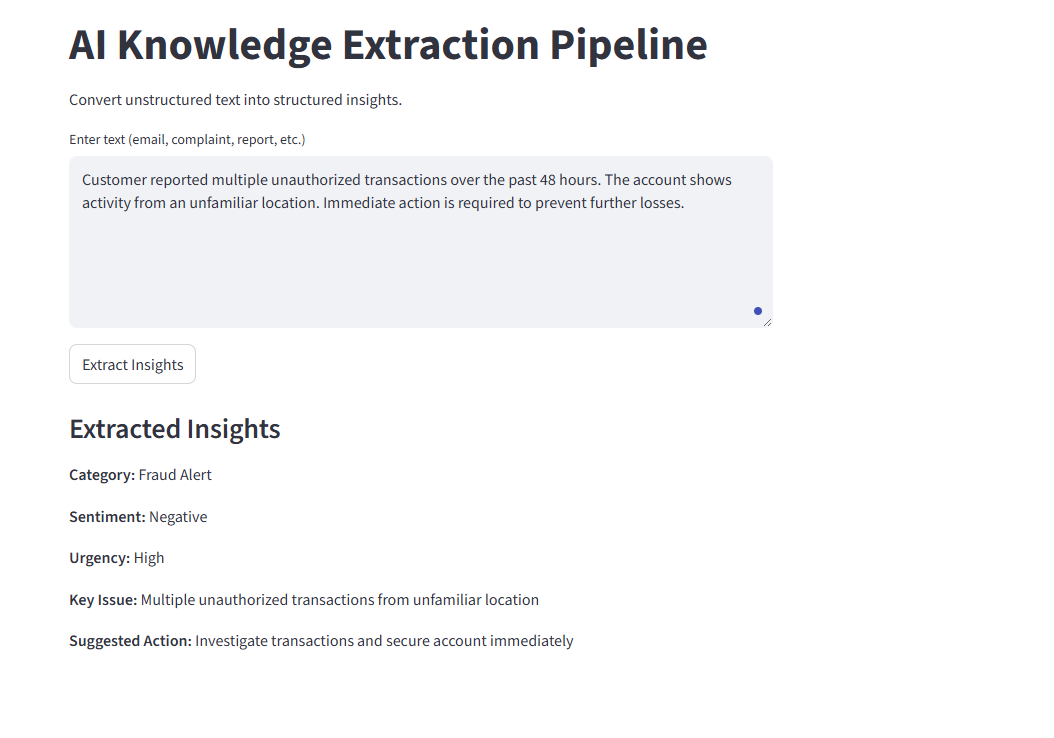 AI Knowledge Extraction Pipeline
Convert unstructured text into structured insights.
Enter text (email, complaint, report, etc.)
Customer reported multiple unauthorized transactions over the past 48 hours. The account shows
activity from an unfamiliar location. Immediate action is required to prevent further losses.
Extract Insights
Extracted Insights
Category: Fraud Alert
Sentiment: Negative
Urgency: High
Key Issue: Multiple unauthorized transactions from unfamiliar location
Suggested Action: Investigate transactions and secure account immediately